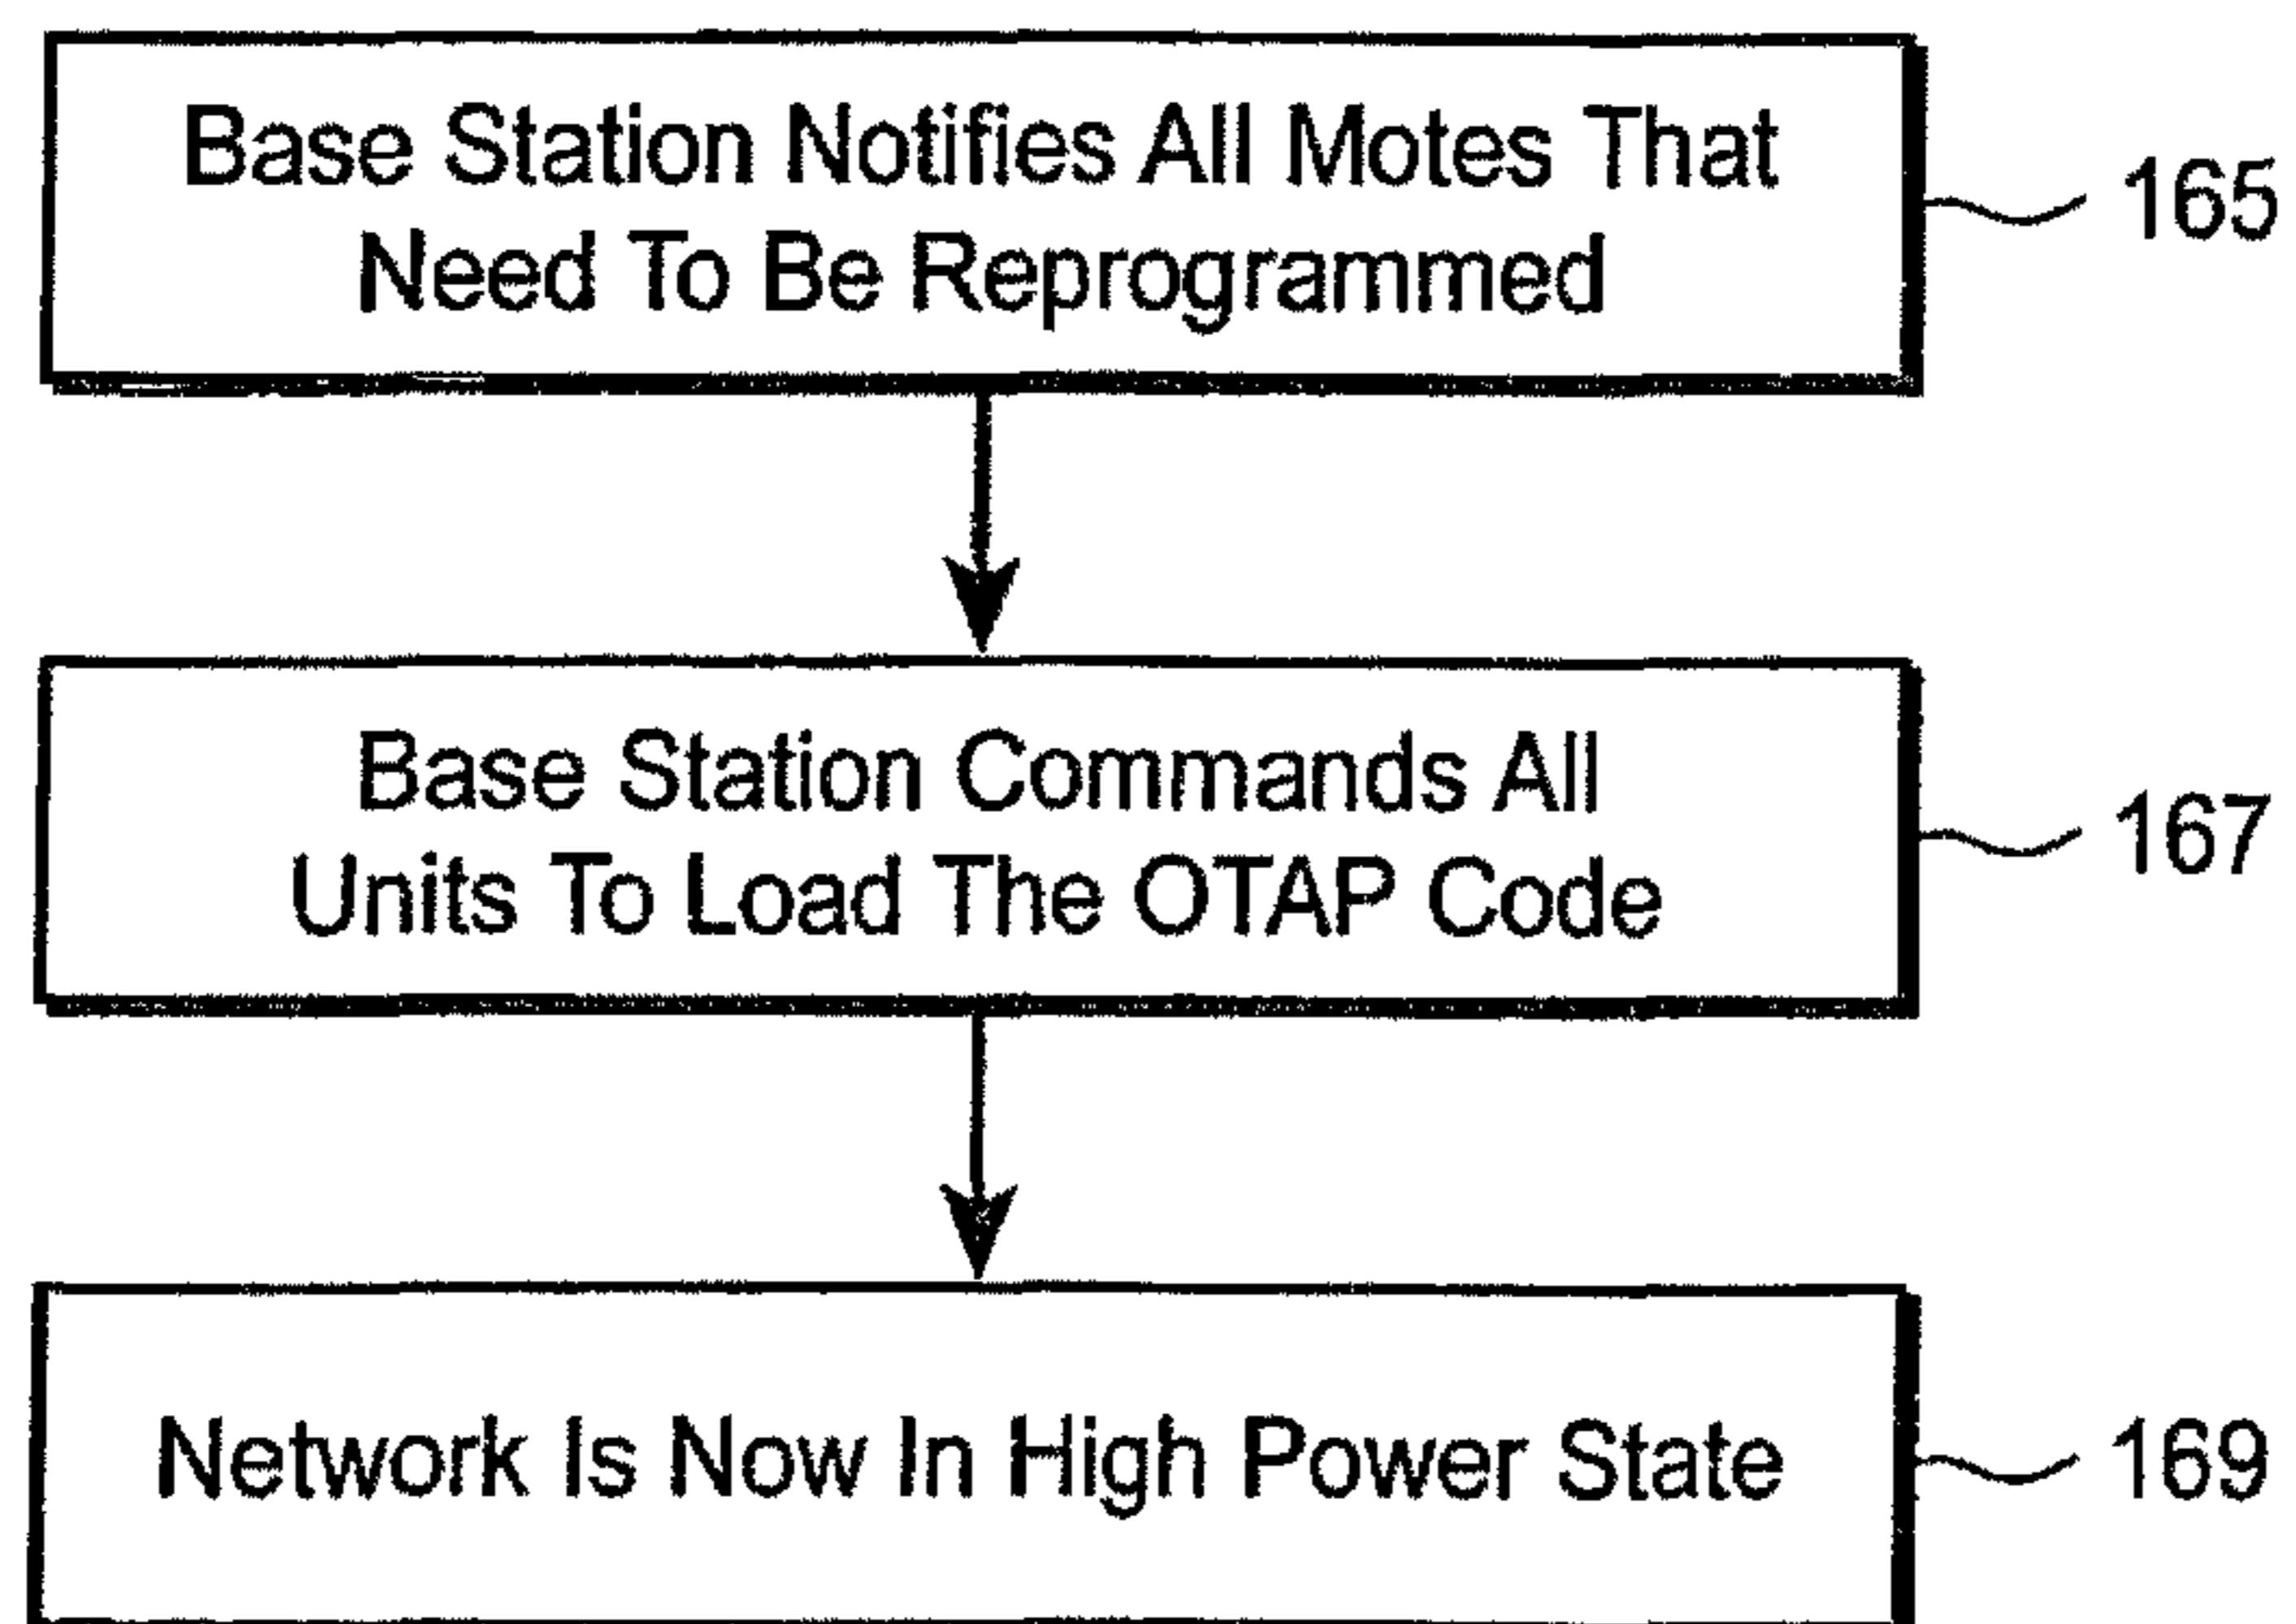 Base Station Notifies All Motes That
Need To Be Reprogrammed
165
Base Station Commands All
Units To Load The OTAP Code
167
Network Is Now In High Power State
169